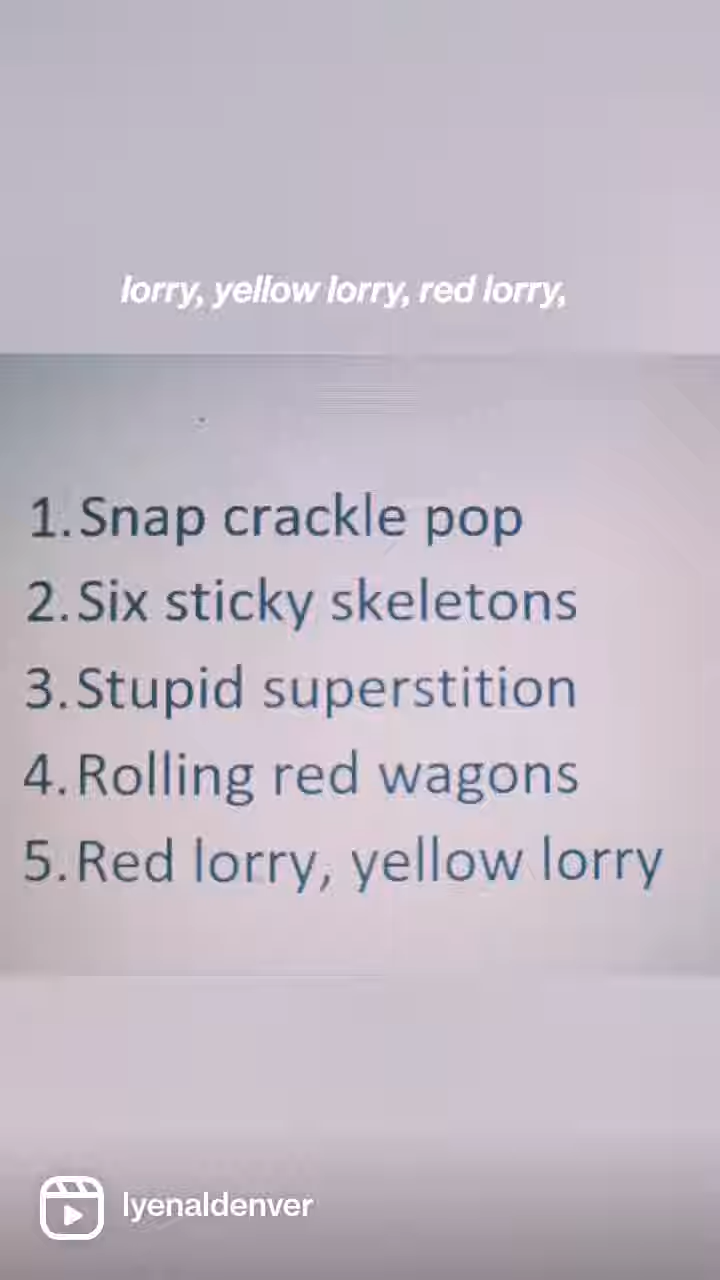 lorry, yellow lorry, red lorry,
1. Snap crackle pop
2. Six sticky skeletons
3. Stupid superstition
4. Rolling red wagons
5. Red lorry, yellow lorry
lyenaldenver